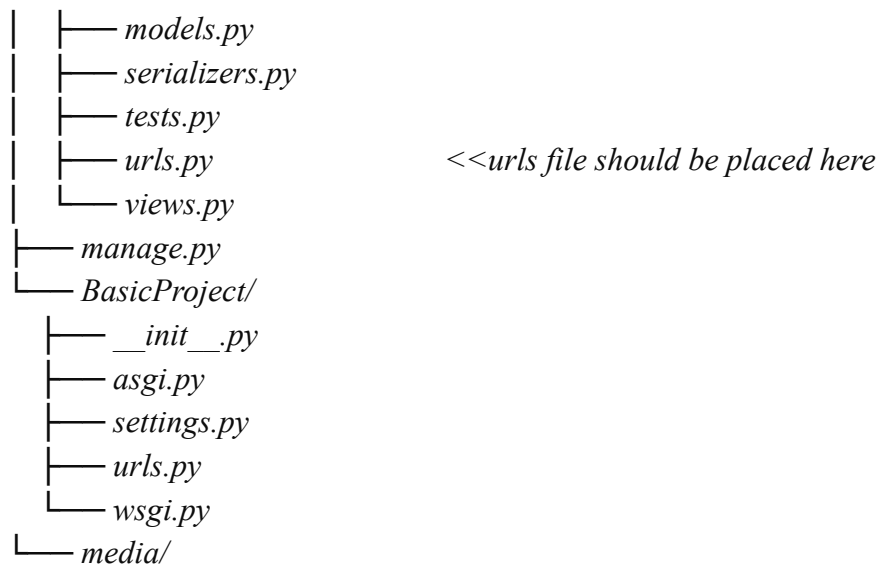 │   ├── models.py
│   ├── serializers.py
│   ├── tests.py
│   ├── urls.py <<urls file should be placed here
│   └── views.py
├── manage.py
└── BasicProject/
├── __init__.py
├── asgi.py
├── settings.py
├── urls.py
└── wsgi.py
└── media/